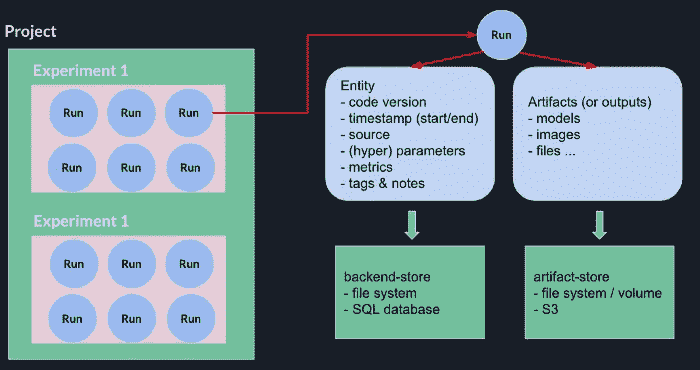 Project
Experiment 1
Run Run Run
Run Run Run
Experiment 1
Run Run Run
Run Run Run
Run
Entity
- code version
- timestamp (start/end)
- source
- (hyper) parameters
- metrics
- tags & notes
Artifacts (or outputs)
- models
- images
- files ...
backend-store
- file system
- SQL database
artifact-store
- file system / volume
- S3